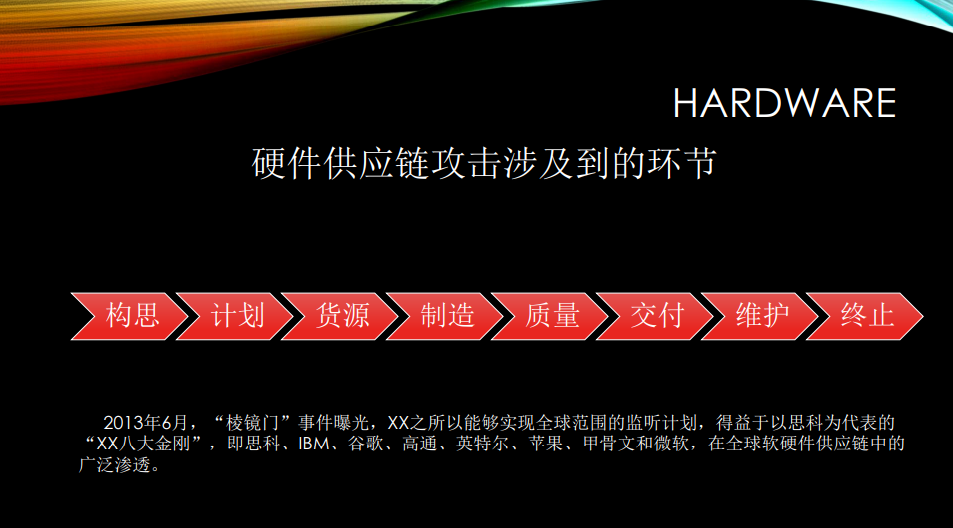 HARDWARE
硬件供应链攻击涉及到的环节
构思 计划 货源 制造 质量 交付 维护 终止
2013年6月，“棱镜门”事件曝光，XX之所以能够实现全球范围的监听计划，得益于以思科为代表的
“XX八大金刚”，即思科、IBM、谷歌、高通、英特尔、苹果、甲骨文和微软，在全球软硬件供应链中的
广泛渗透。